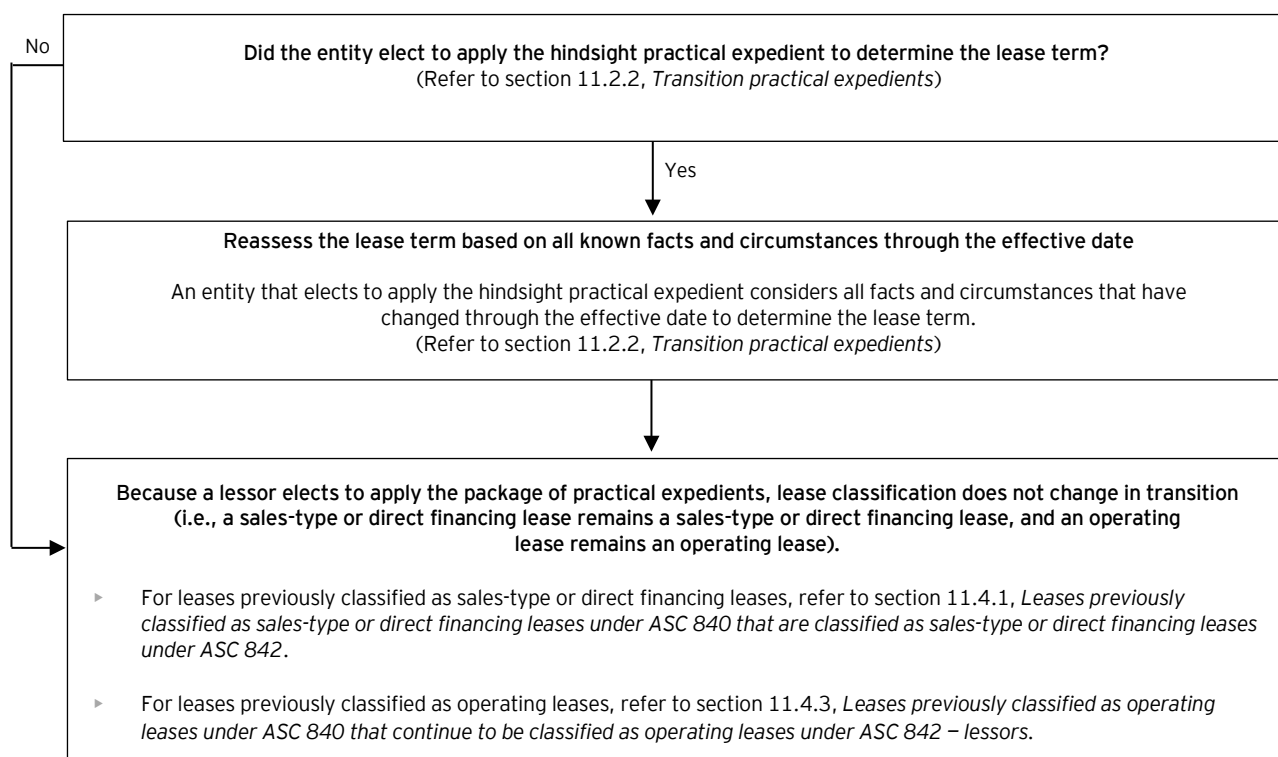 No
Did the entity elect to apply the hindsight practical expedient to determine the lease term?
(Refer to section 11.2.2, Transition practical expedients)
Yes
Reassess the lease term based on all known facts and circumstances through the effective date
An entity that elects to apply the hindsight practical expedient considers all facts and circumstances that have
changed through the effective date to determine the lease term.
(Refer to section 11.2.2, Transition practical expedients)
Because a lessor elects to apply the package of practical expedients, lease classification does not change in transition
(i.e., a sales-type or direct financing lease remains a sales-type or direct financing lease, and an operating
lease remains an operating lease).
► For leases previously classified as sales-type or direct financing leases, refer to section 11.4.1, Leases previously
classified as sales-type or direct financing leases under ASC 840 that are classified as sales-type or direct financing leases
under ASC 842.
► For leases previously classified as operating leases, refer to section 11.4.3, Leases previously classified as operating
leases under ASC 840 that continue to be classified as operating leases under ASC 842 – lessors.